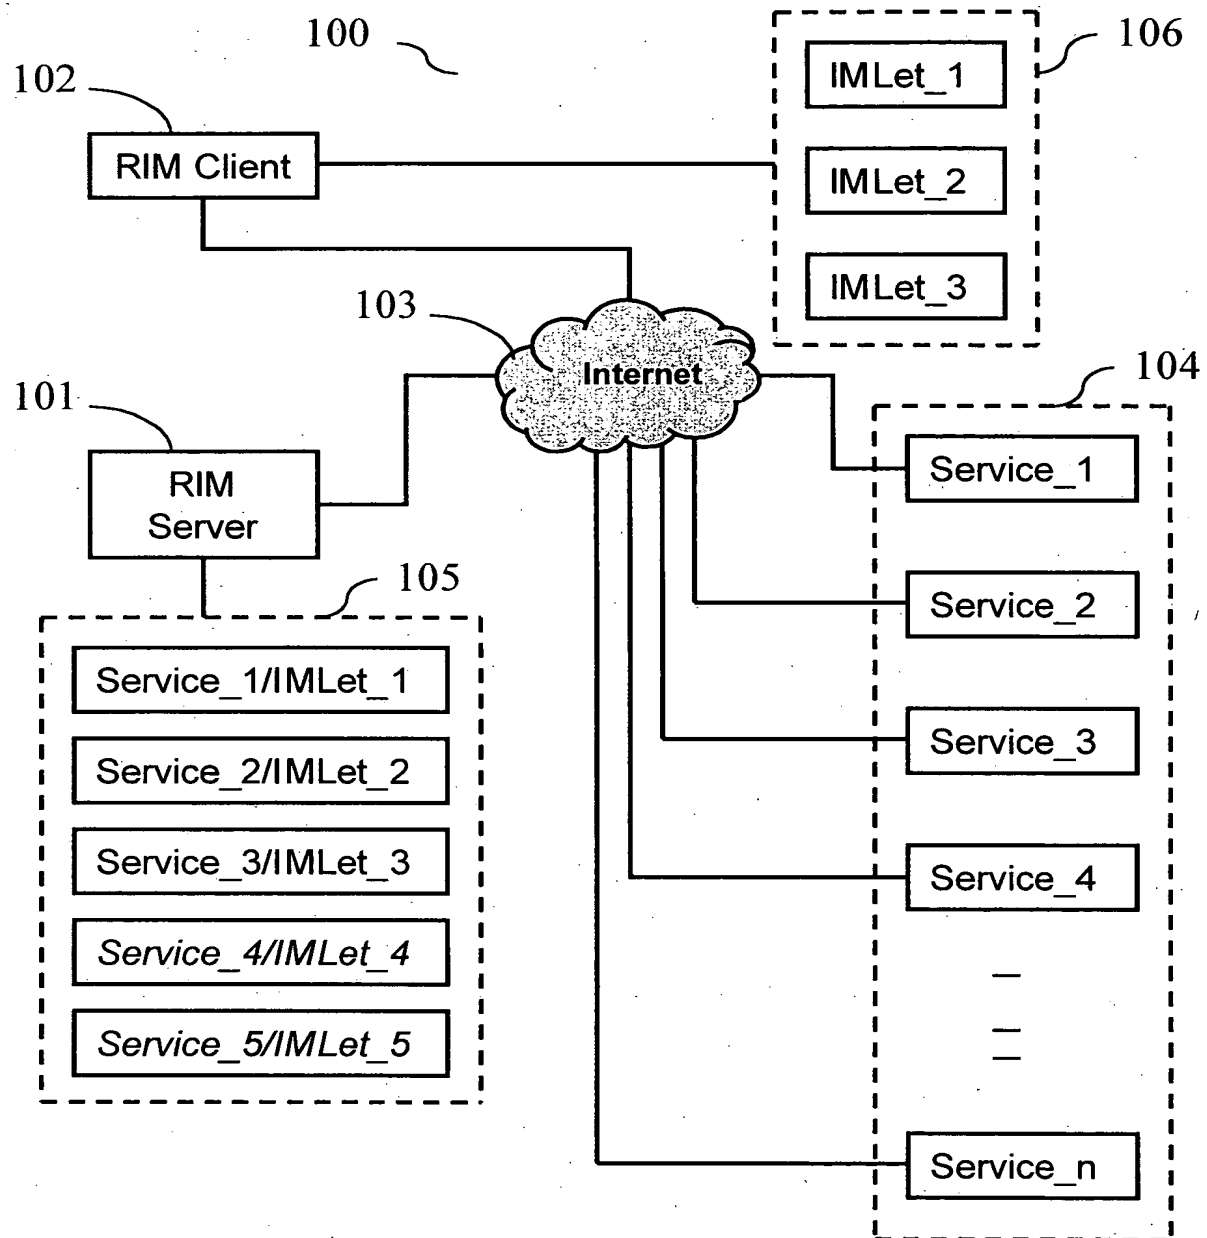 100
106
102
IMLet_1
RIM Client
IMLet_2
IMLet_3
103
Internet
104
101
RIM
Server
Service_1
105
Service_2
Service_1/IMLet_1
Service_2/IMLet_2
Service_3
Service_3/IMLet_3
Service_4
Service_4/IMLet_4
Service_5/IMLet_5
Service_n